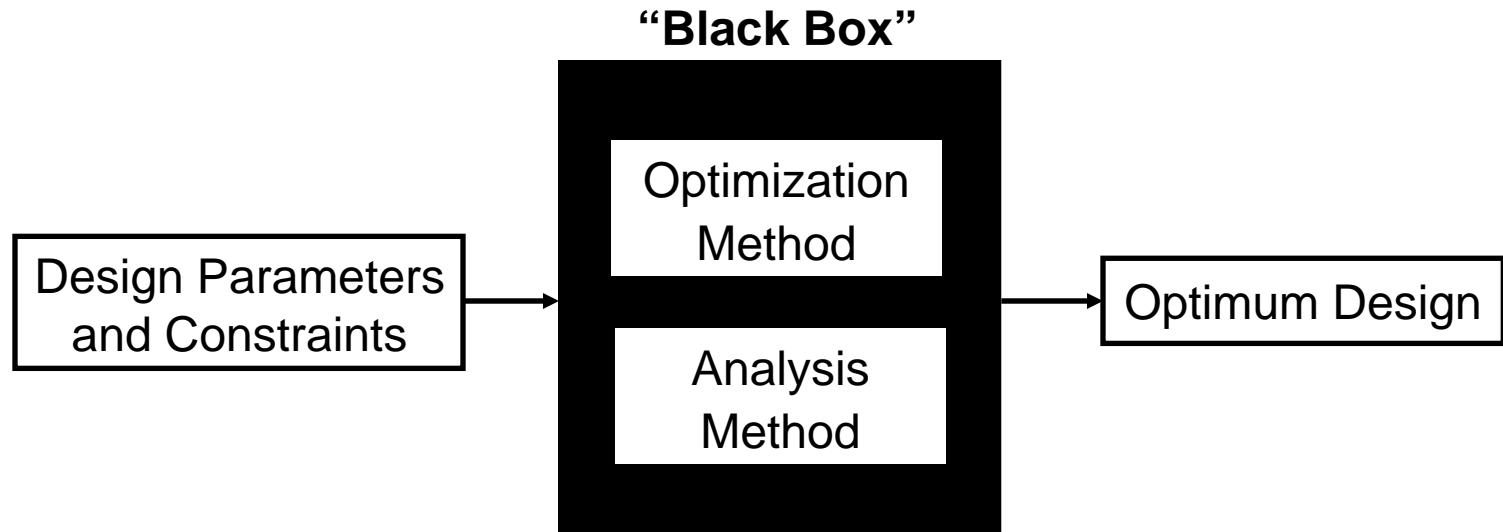 “Black Box”
Optimization
Method
Design Parameters
and Constraints
Optimum Design
Analysis
Method